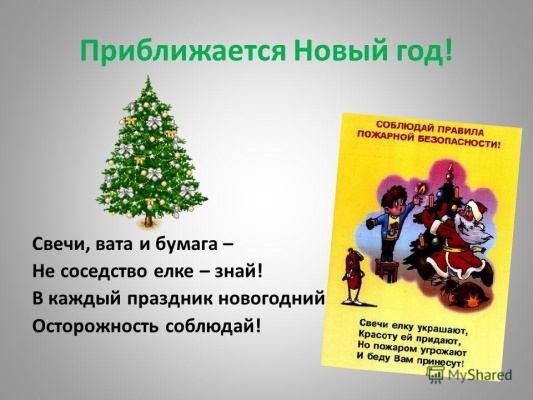 Приближается Новый год!
Свечи, вата и бумага –
Не соседство елке – знай!
В каждый праздник новогодний
Осторожность соблюдай!
СОБЛЮДАЙ ПРАВИЛА
ПОЖАРНОЙ БЕЗОПАСНОСТИ!
Свечи елку украшают,
Красоту ей придают,
Но пожаром угрожают
И беду Вам принесут!
MyShared